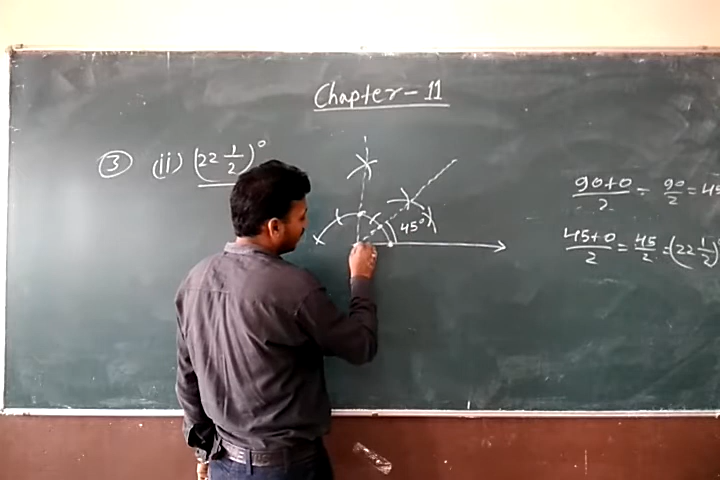 Chapter-11
③ (ii) (22 1/2)°
45°
90+0/2 = 90/2 = 45
45+0/2 = 45/2 = (22 1/2)°